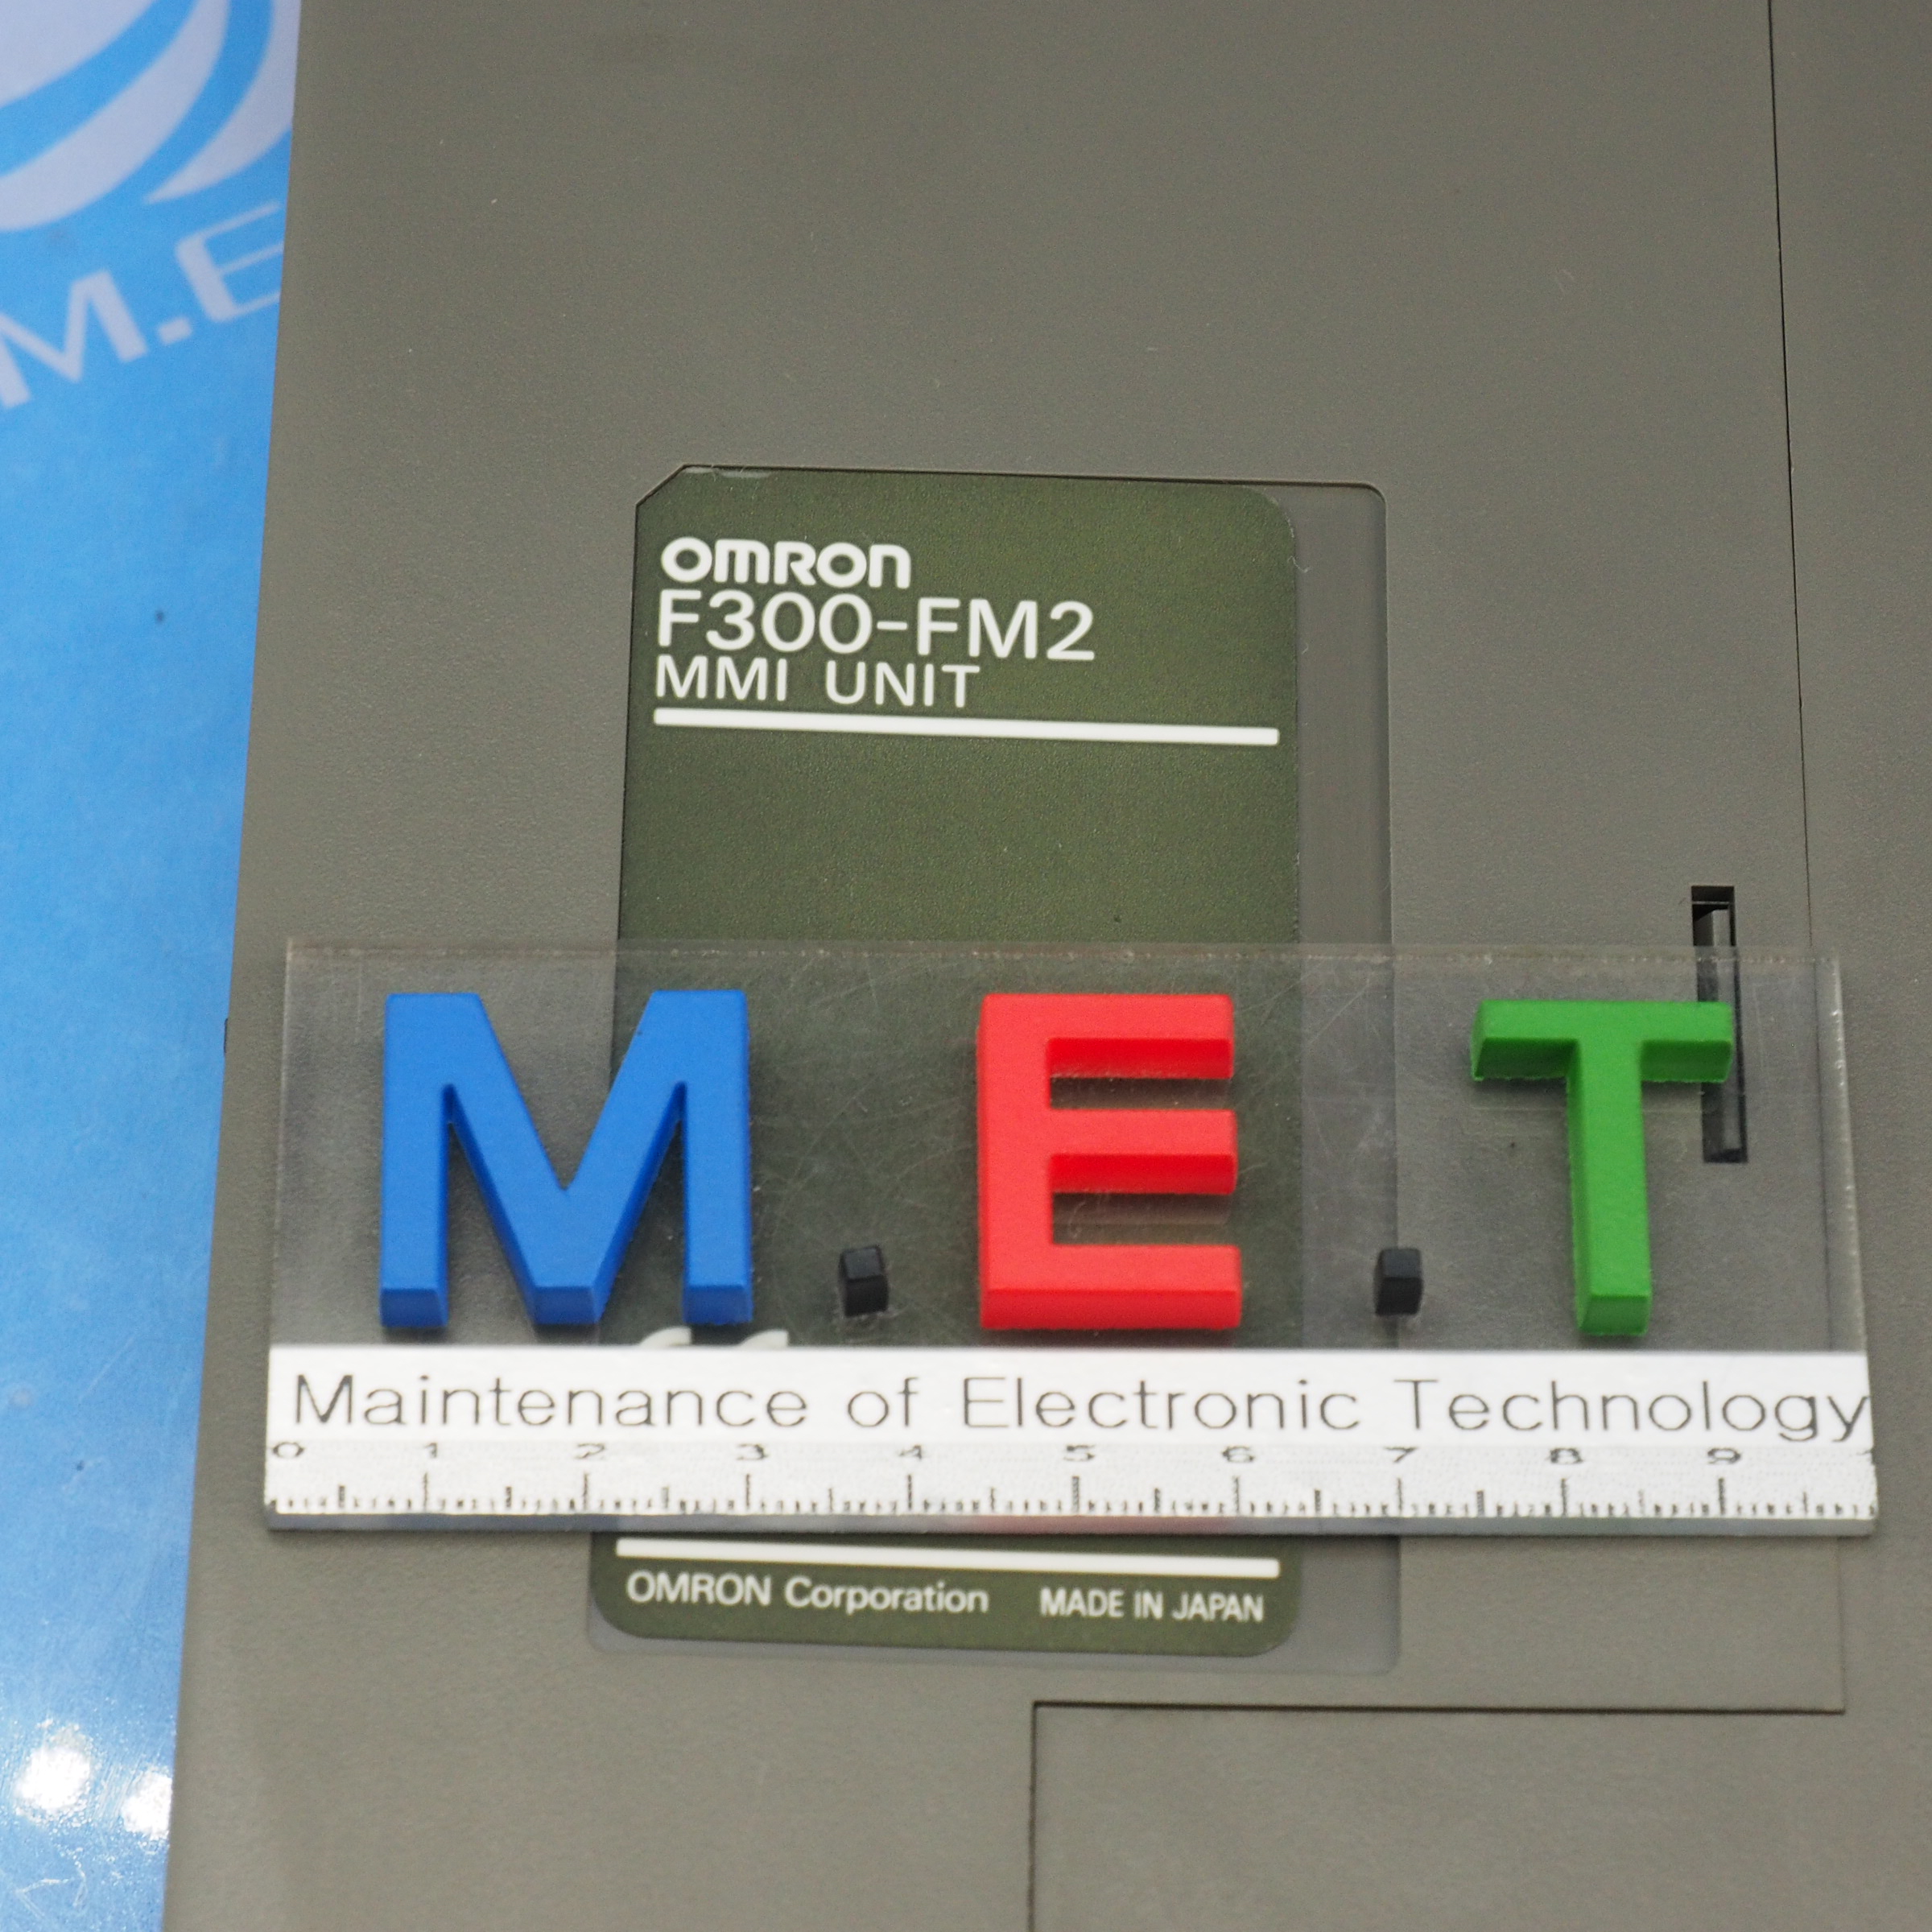 M.E
OMRON
F300-FM2
MMI UNIT
M.E.T
Maintenance of Electronic Technology
0 1 2 3 4 5 6 7 8 9
OMRON Corporation MADE IN JAPAN